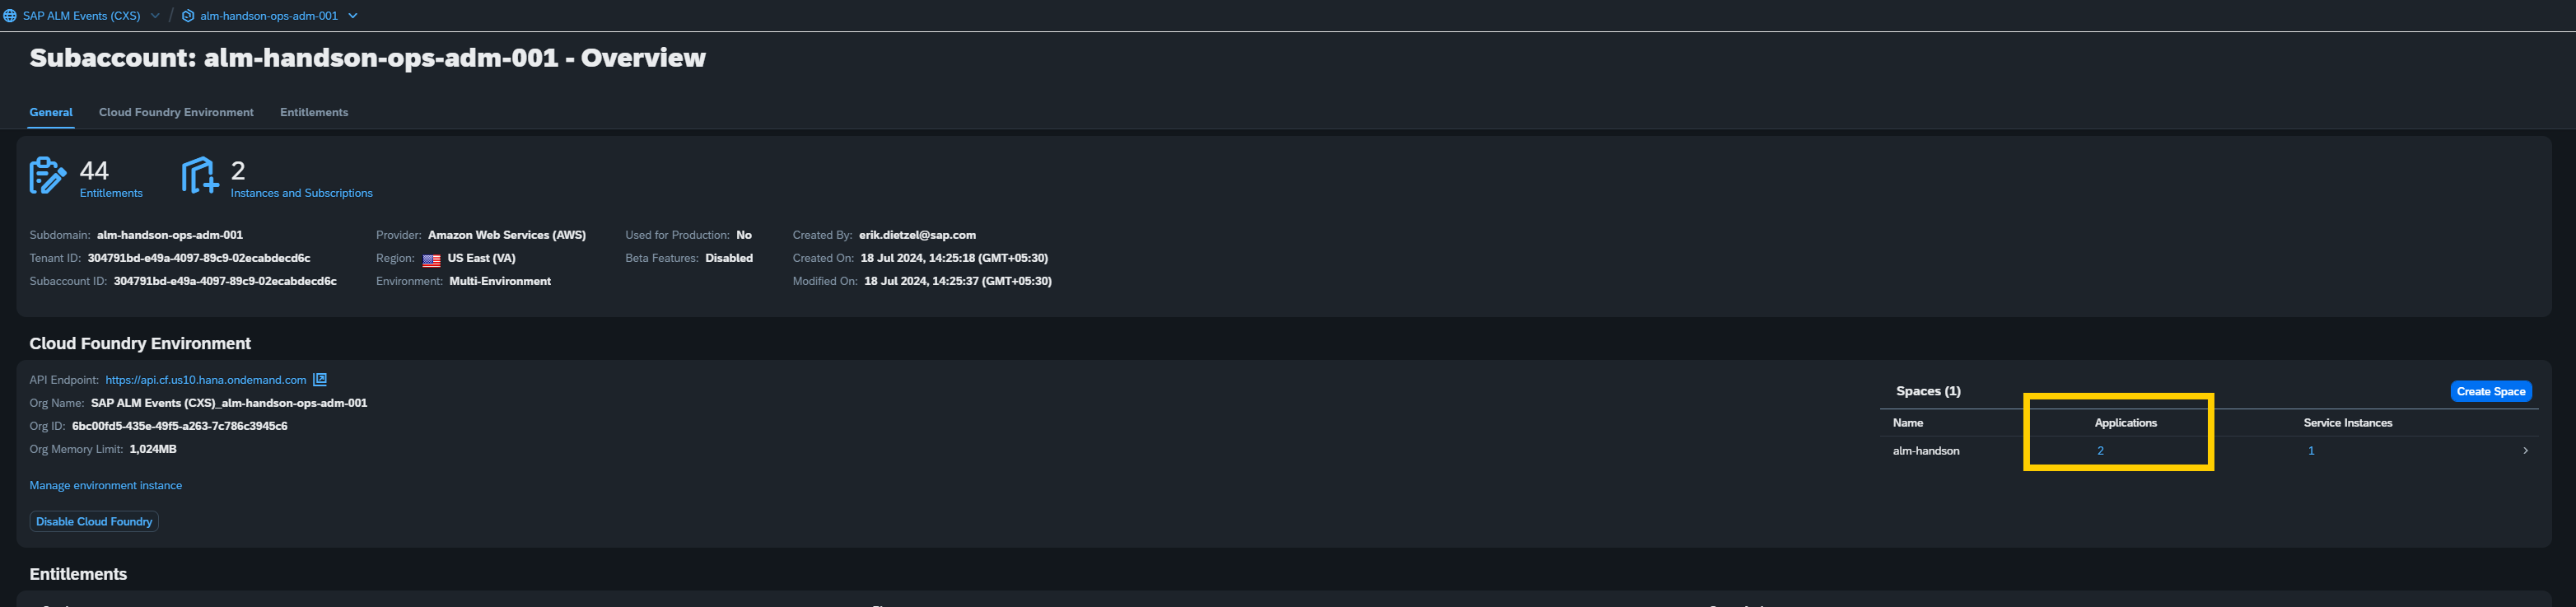 SAP ALM Events (CXS) / alm-handson-ops-adm-001
Subaccount: alm-handson-ops-adm-001 - Overview
General Cloud Foundry Environment Entitlements
44 Entitlements
2 Instances and Subscriptions
Subdomain: alm-handson-ops-adm-001
Tenant ID: 304791bd-e49a-4097-89c9-02ecabdecd6c
Subaccount ID: 304791bd-e49a-4097-89c9-02ecabdecd6c
Provider: Amazon Web Services (AWS)
Region: US East (VA)
Environment: Multi-Environment
Used for Production: No
Beta Features: Disabled
Created By: erik.dietzel@sap.com
Created On: 18 Jul 2024, 14:25:18 (GMT+05:30)
Modified On: 18 Jul 2024, 14:25:37 (GMT+05:30)
Cloud Foundry Environment
API Endpoint: https://api.cf.us10.hana.ondemand.com
Org Name: SAP ALM Events (CXS)_alm-handson-ops-adm-001
Org ID: 6bc00fd5-435e-49f5-a263-7c786c3945c6
Org Memory Limit: 1,024MB
Manage environment instance
Disable Cloud Foundry
Spaces (1) Create Space
Name Applications Service Instances
alm-handson 2 1
Entitlements